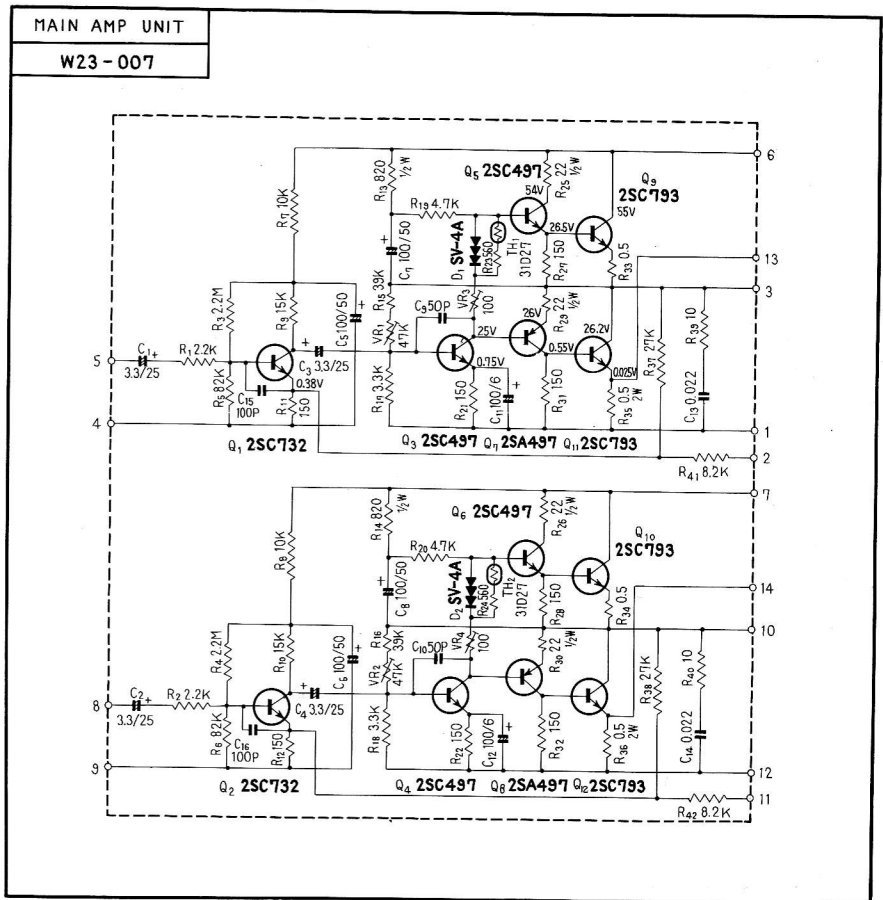 MAIN AMP UNIT
W23-007
6
Q5 2SC497
R13 820
½W
R25 22
½W
Q9
2SC793
R7 10K
54V
55V
R19 4.7K
C7 100/50
+
D1 SV-4A
R23 560
TH1
31D27
26.5V
R27 150
R33 0.5
13
3
R3 2.2M
R9 15K
C5 100/50
+
R15 39K
VR1
47K
C9 50P
VR3
100
26V
R29 22
½W
26.2V
R37 27K
R39 10
5
C1 +
3.3/25
R1 2.2K
+
C3 3.3/25
25V
0.55V
0.025V
R5 82K
C15
100P
0.38V
R11
150
R17 3.3K
0.75V
R21 150
C11 100/6
+
R31 150
R35 0.5
2W
C13 0.022
4
1
Q1 2SC732
Q3 2SC497
Q7 2SA497
Q11 2SC793
2
R41 8.2K
7
Q6 2SC497
R14 820
½W
R26 22
½W
Q10
2SC793
R8 10K
R20 4.7K
C8 100/50
+
D2 SV-4A
R24 560
TH2
31D27
R28 150
R34 0.5
14
10
R4 2.2M
R10 15K
C6 100/50
+
R16 39K
VR2
47K
C10 50P
VR4
100
R30 22
½W
R38 27K
R40 10
8
C2 +
3.3/25
R2 2.2K
+
C4 3.3/25
R6 82K
C16
100P
R12 150
R18 3.3K
R22 150
C12 100/6
+
R32 150
R36 0.5
2W
C14 0.022
9
12
Q2 2SC732
Q4 2SC497
Q8 2SA497
Q12 2SC793
11
R42 8.2K